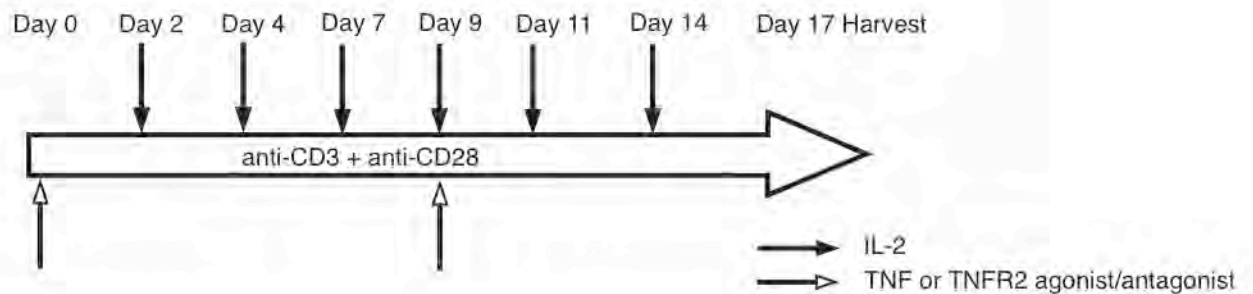 Day 0 Day 2 Day 4 Day 7 Day 9 Day 11 Day 14 Day 17 Harvest
anti-CD3 + anti-CD28
IL-2
TNF or TNFR2 agonist/antagonist